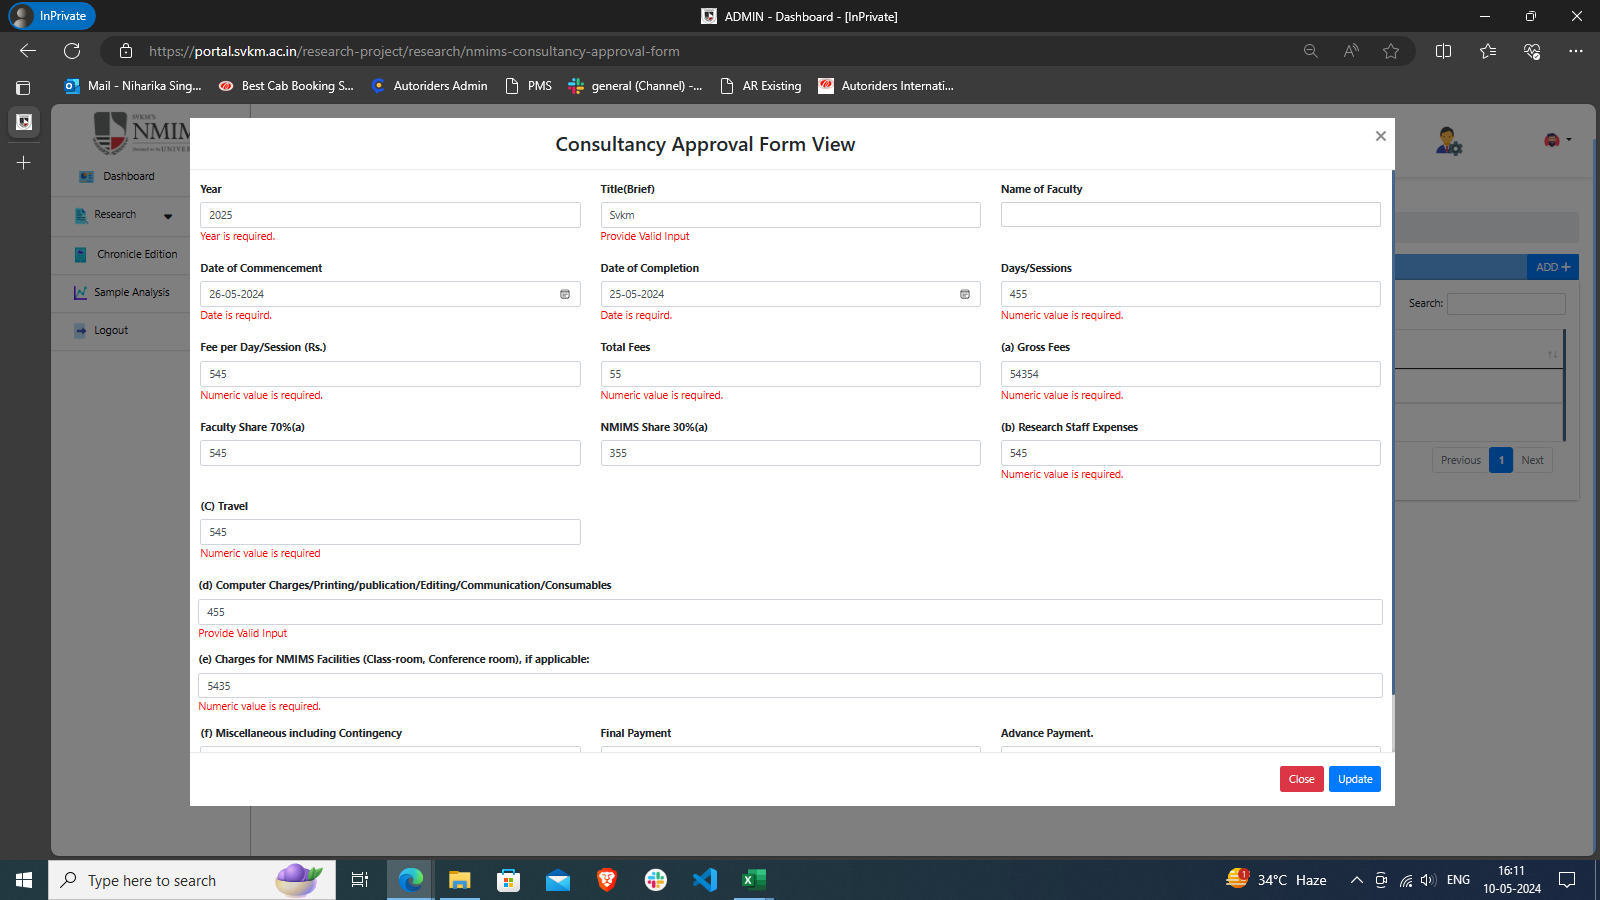 InPrivate
ADMIN - Dashboard - [InPrivate]
https://portal.svkm.ac.in/research-project/research/nmims-consultancy-approval-form
Mail - Niharika Sing...
Best Cab Booking S...
Autoriders Admin
PMS
general (Channel) -...
AR Existing
Autoriders Internati...
SVKM'S
NMIM
Dashboard
Research
Chronicle Edition
Sample Analysis
Logout
Consultancy Approval Form View
×
Year
Title(Brief)
Name of Faculty
2025
Svkm
Year is required.
Provide Valid Input
Date of Commencement
Date of Completion
Days/Sessions
26-05-2024
25-05-2024
455
Date is requird.
Date is requird.
Numeric value is required.
Fee per Day/Session (Rs.)
Total Fees
(a) Gross Fees
545
55
54354
Numeric value is required.
Numeric value is required.
Numeric value is required.
Faculty Share 70%(a)
NMIMS Share 30%(a)
(b) Research Staff Expenses
545
355
545
Numeric value is required.
(C) Travel
545
Numeric value is required
(d) Computer Charges/Printing/publication/Editing/Communication/Consumables
455
Provide Valid Input
(e) Charges for NMIMS Facilities (Class-room, Conference room), if applicable:
5435
Numeric value is required.
(f) Miscellaneous including Contingency
Final Payment
Advance Payment.
Close
Update
ADD +
Search:
Previous
1
Next
Type here to search
1
34°C Haze
ENG
16:11
10-05-2024